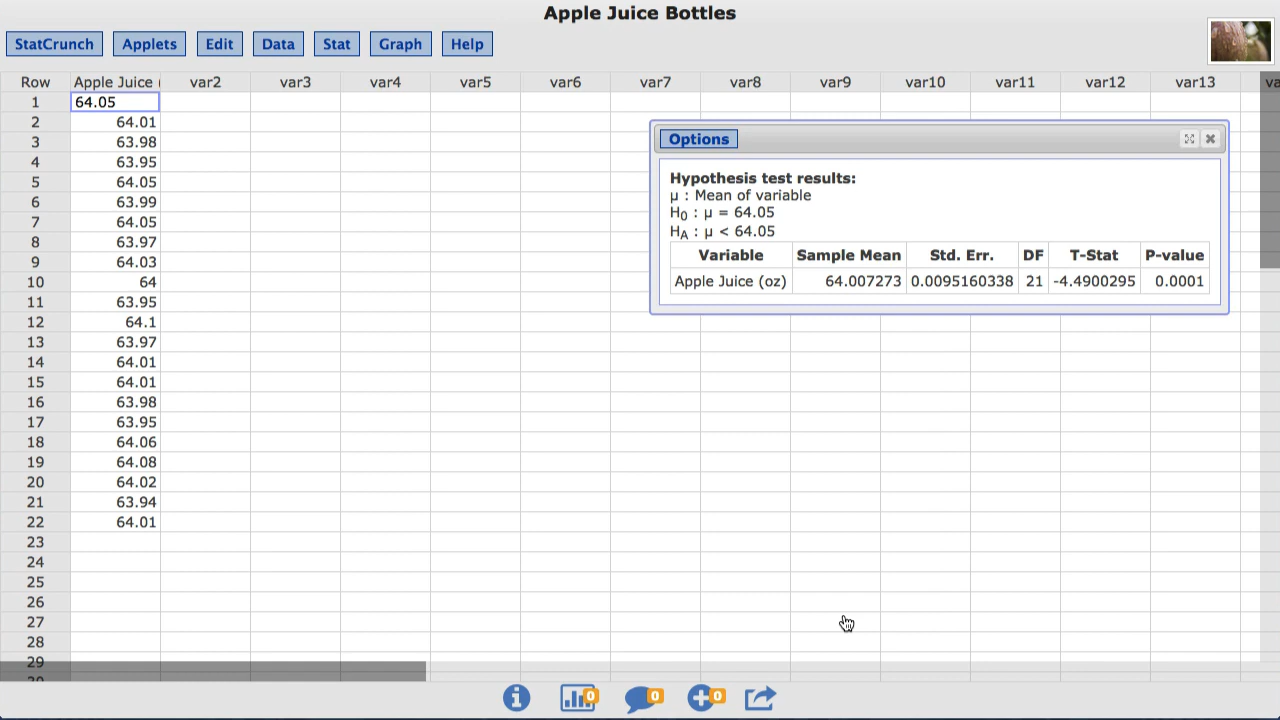 Apple Juice Bottles
StatCrunch Applets Edit Data Stat Graph Help
Row Apple Juice ( var2 var3 var4 var5 var6 var7 var8 var9 var10 var11 var12 var13 va
1 64.05
2 64.01
3 63.98
4 63.95
5 64.05
6 63.99
7 64.05
8 63.97
9 64.03
10 64
11 63.95
12 64.1
13 63.97
14 64.01
15 64.01
16 63.98
17 63.95
18 64.06
19 64.08
20 64.02
21 63.94
22 64.01
23
24
25
26
27
28
29
30
Options
Hypothesis test results:
μ : Mean of variable
H0 : μ = 64.05
HA : μ < 64.05
Variable Sample Mean Std. Err. DF T-Stat P-value
Apple Juice (oz) 64.007273 0.0095160338 21 -4.4900295 0.0001
0 0 0